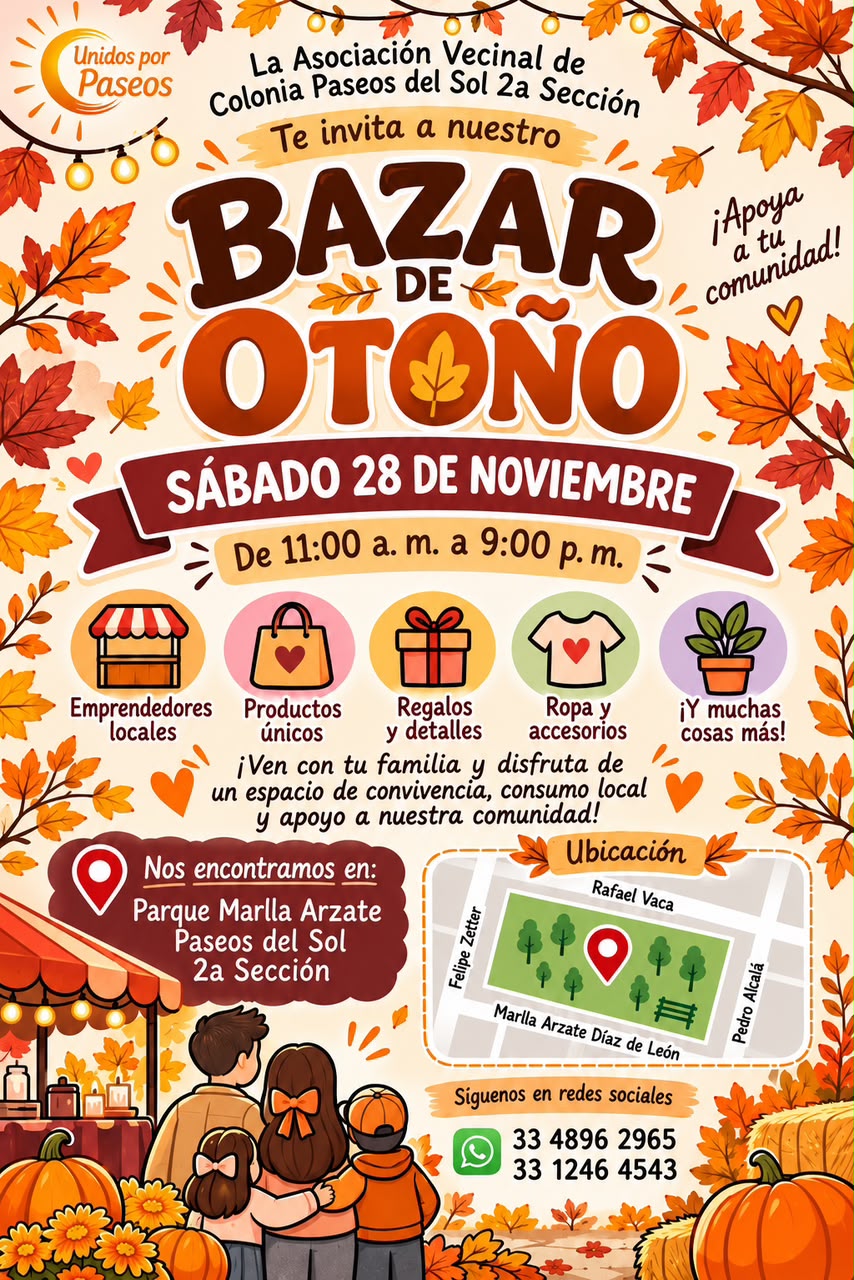 Unidos por
Paseos
La Asociación Vecinal de
Colonia Paseos del Sol 2a Sección
Te invita a nuestro
BAZAR
DE
OTOÑO
¡Apoya
a tu
comunidad!
SÁBADO 28 DE NOVIEMBRE
De 11:00 a. m. a 9:00 p. m.
Emprendedores
locales
Productos
únicos
Regalos
y detalles
Ropa y
accesorios
¡Y muchas
cosas más!
¡Ven con tu familia y disfruta de
un espacio de convivencia, consumo local
y apoyo a nuestra comunidad!
Nos encontramos en:
Parque Marlla Arzate
Paseos del Sol
2a Sección
Ubicación
Rafael Vaca
Felipe Zetter
Pedro Alcalá
Marlla Arzate Díaz de León
Síguenos en redes sociales
33 4896 2965
33 1246 4543